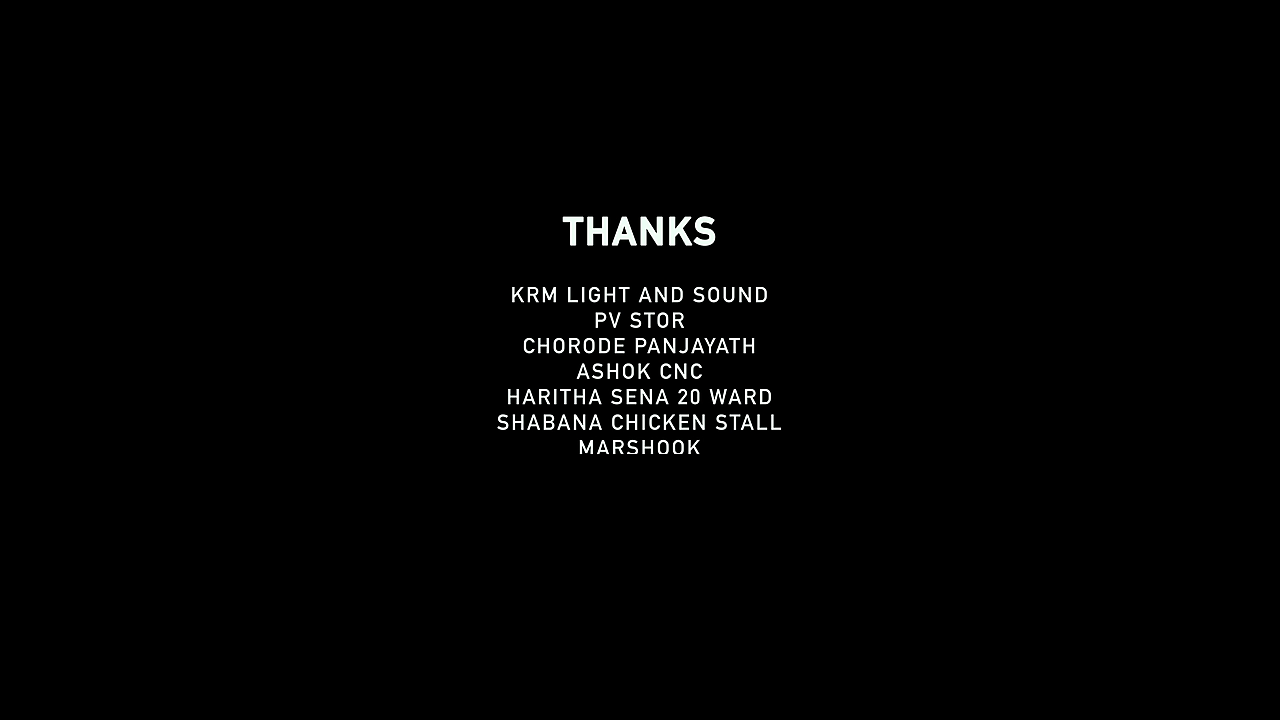 THANKS
KRM LIGHT AND SOUND
PV STOR
CHORODE PANJAYATH
ASHOK CNC
HARITHA SENA 20 WARD
SHABANA CHICKEN STALL
MARSHOOK